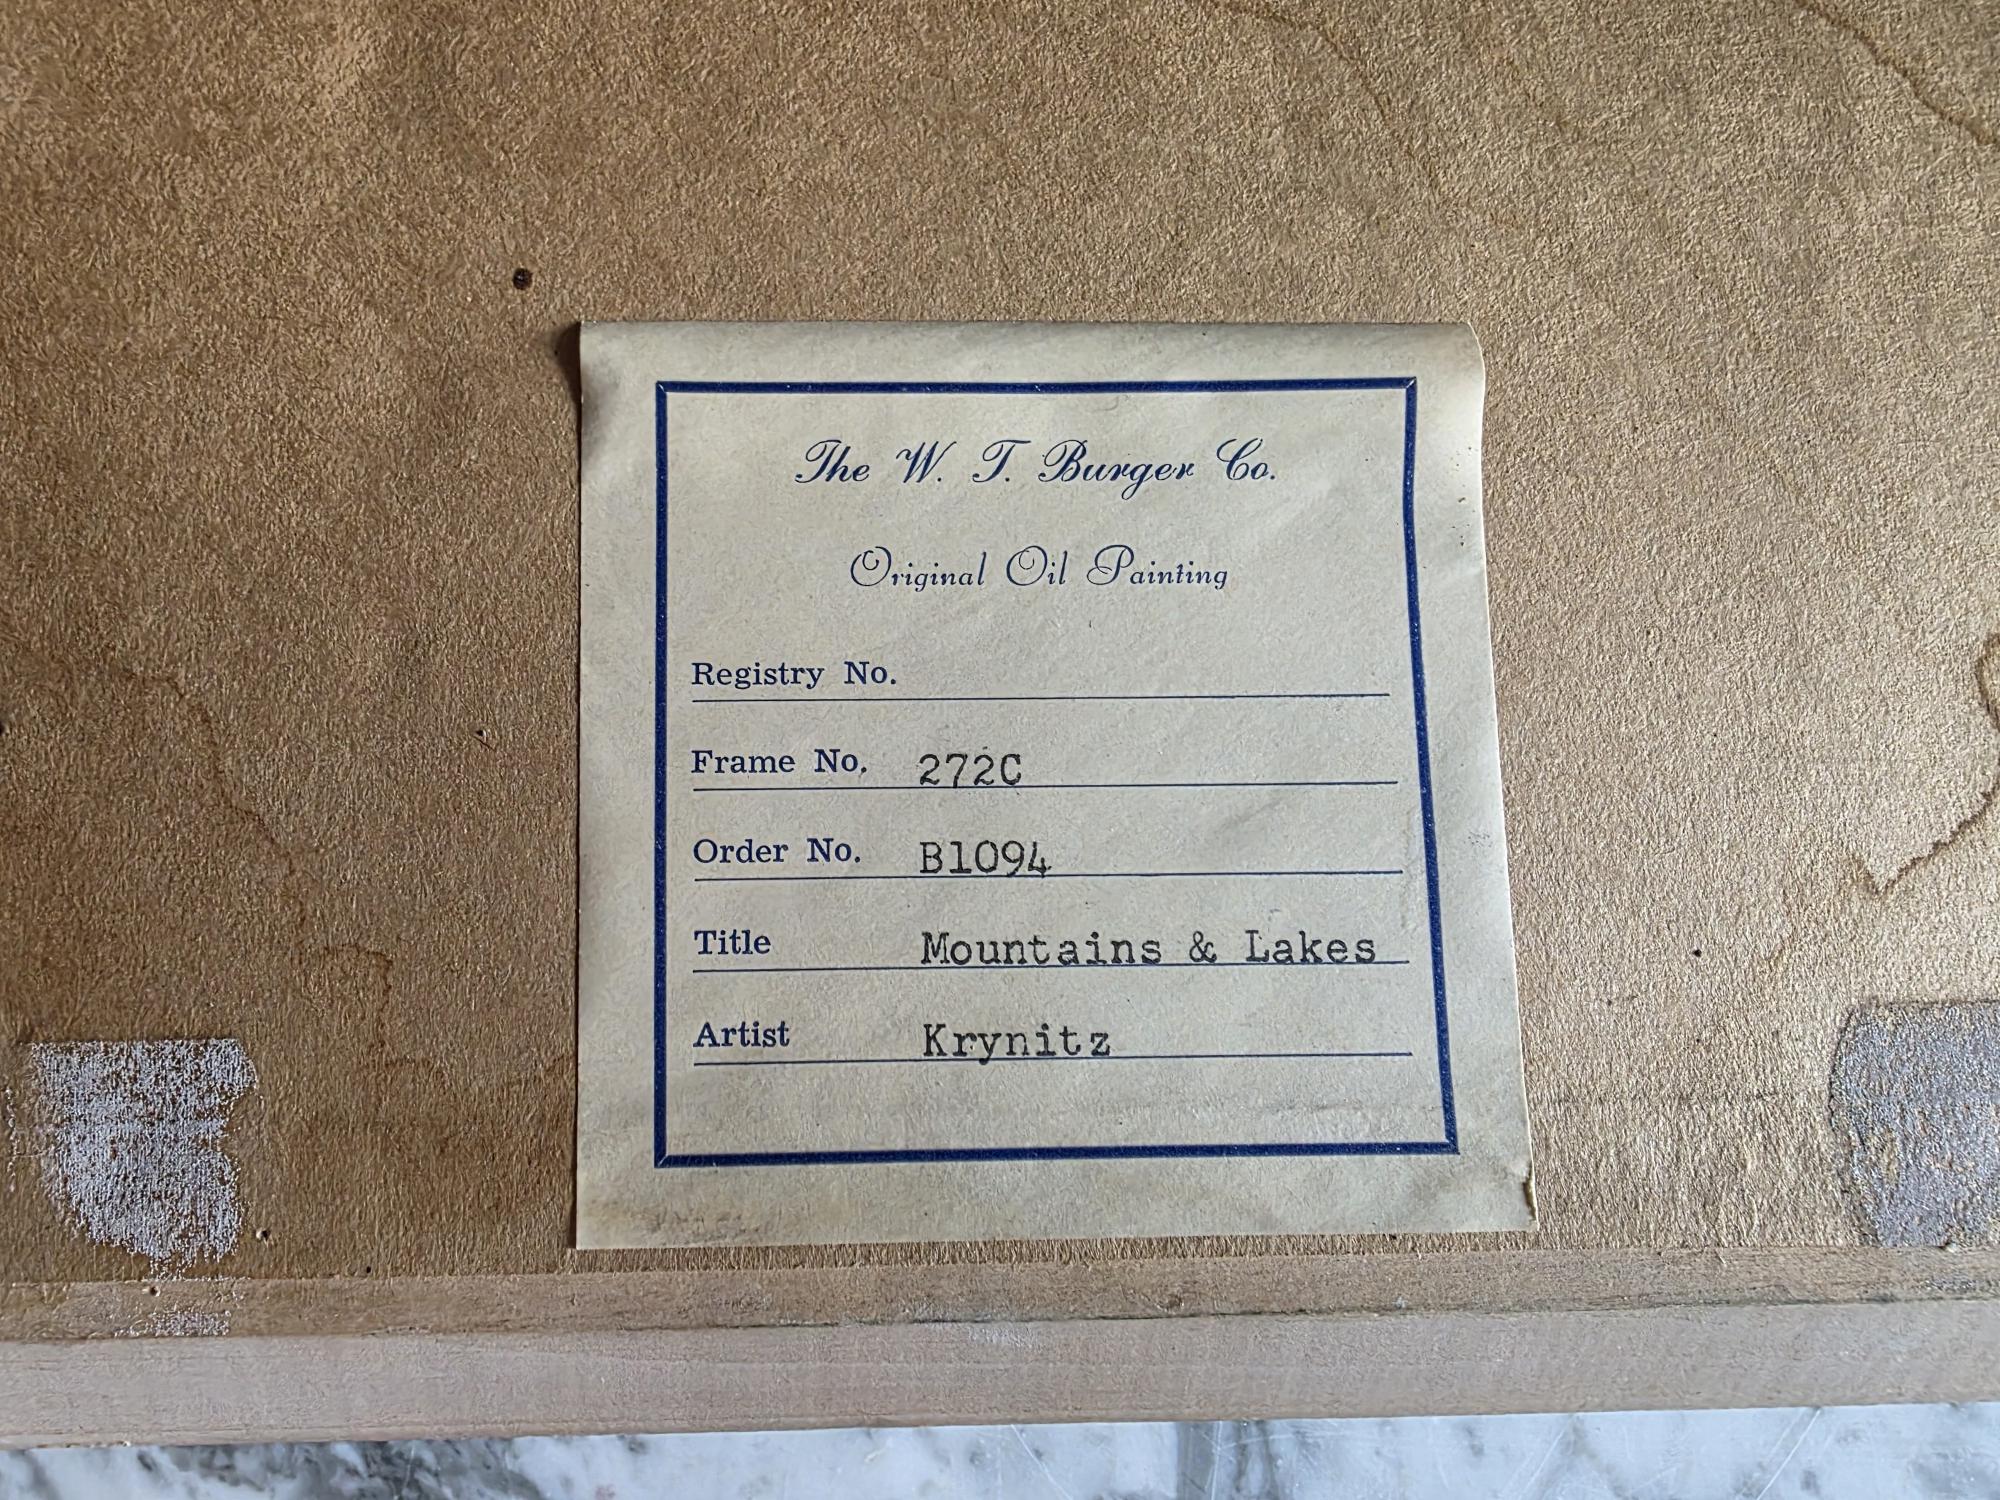 The W. T. Burger Co.
Original Oil Painting
Registry No.
Frame No. 272C
Order No. B1094
Title Mountains & Lakes
Artist Krynitz